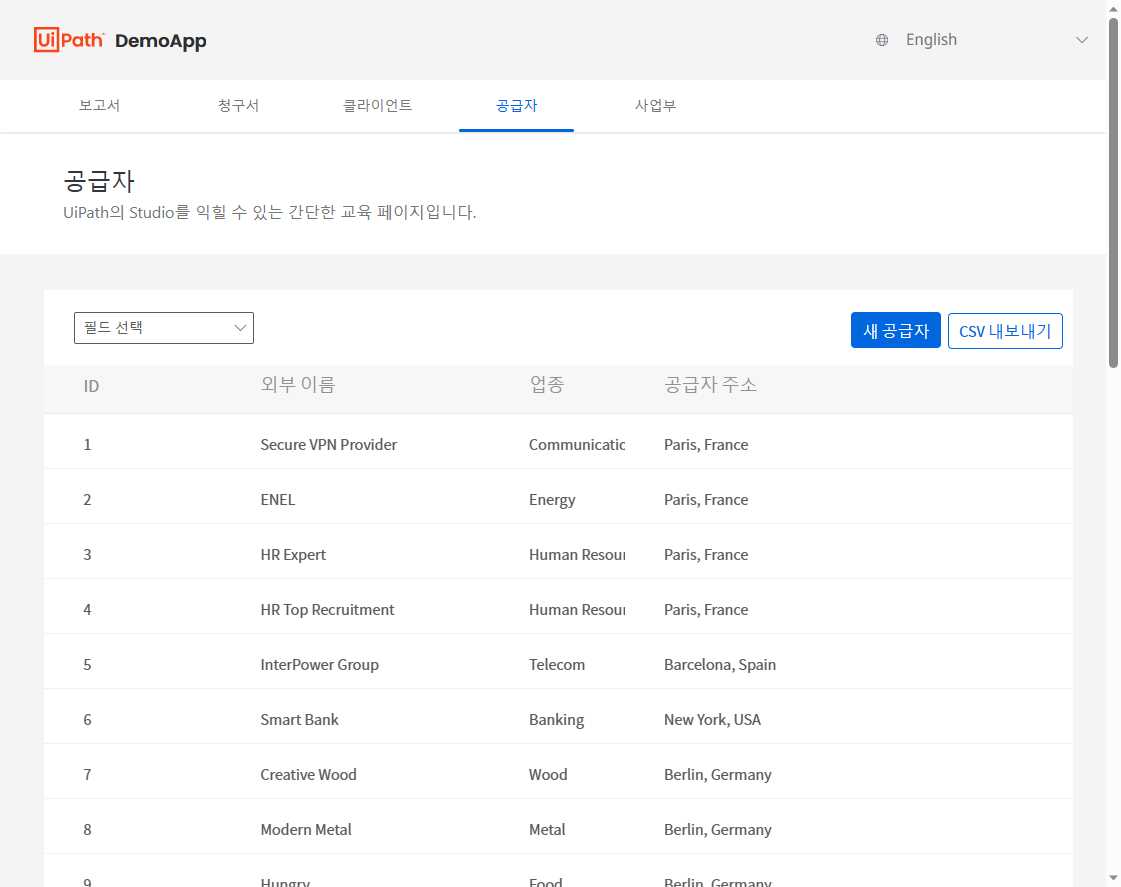 UiPath DemoApp English
보고서 청구서 클라이언트 공급자 사업부
공급자
UiPath의 Studio를 익힐 수 있는 간단한 교육 페이지입니다.
필드 선택 새 공급자 CSV 내보내기
ID 외부 이름 업종 공급자 주소
1 Secure VPN Provider Communicatic Paris, France
2 ENEL Energy Paris, France
3 HR Expert Human Resour Paris, France
4 HR Top Recruitment Human Resour Paris, France
5 InterPower Group Telecom Barcelona, Spain
6 Smart Bank Banking New York, USA
7 Creative Wood Wood Berlin, Germany
8 Modern Metal Metal Berlin, Germany
9 Hungry Food Berlin, Germany